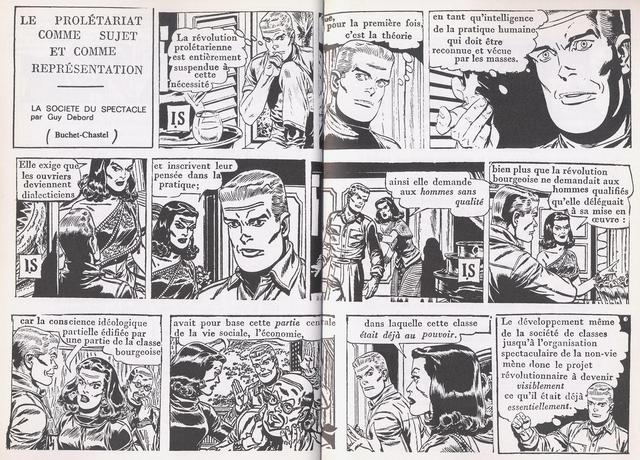 LE PROLÉTARIAT
COMME SUJET
ET COMME
REPRÉSENTATION
LA SOCIETE DU SPECTACLE
par Guy Debord
(Buchet-Chastel)
La révolution
prolétarienne
est entièrement
suspendue à
cette
nécessité
IS
que,
pour la première fois,
c'est la théorie
en tant qu'intelligence
de la pratique humaine
qui doit être
reconnue et vécue
par les masses.
Elle exige que
les ouvriers
deviennent
dialecticiens
IS
et inscrivent leur
pensée dans la
pratique;
ainsi elle demande
aux hommes sans
qualité
IS
bien plus que la révolution
bourgeoise ne demandait aux
hommes qualifiés
qu'elle déléguait
à sa mise en
œuvre :
car la conscience idéologique
partielle édifiée par
une partie de la classe
bourgeoise
avait pour base cette partie centrale
de la vie sociale, l'économie,
dans laquelle cette classe
était déjà au pouvoir.
Le développement même
de la société de classes
jusqu'à l'organisation
spectaculaire de la non-vie
mène donc le projet
révolutionnaire à devenir
visiblement
ce qu'il était déjà
essentiellement.